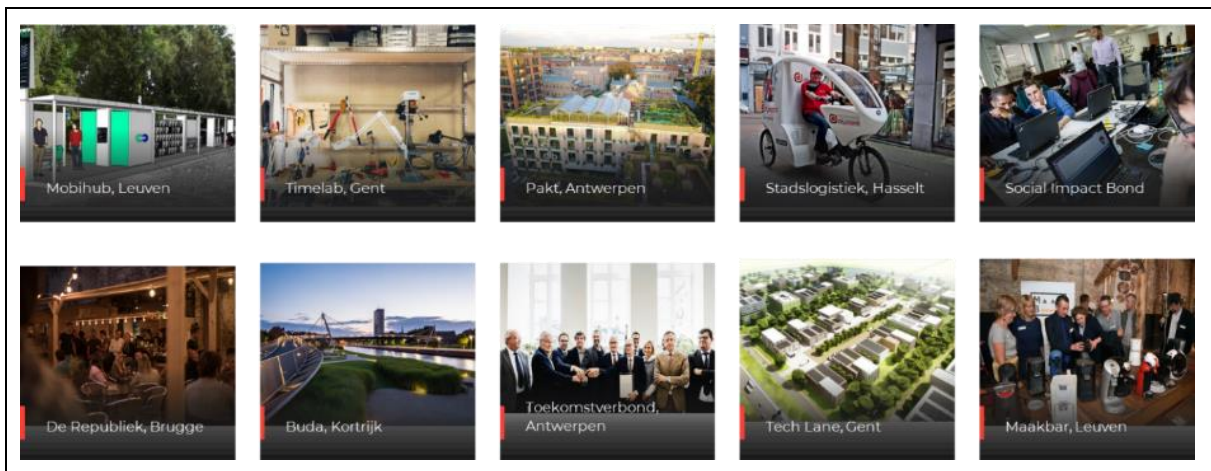 Mobihub, Leuven
Timelab, Gent
Pakt, Antwerpen
Stadslogistiek, Hasselt
Social Impact Bond
De Republiek, Brugge
Buda, Kortrijk
Toekomstverbond,
Antwerpen
Tech Lane, Gent
Maakbar, Leuven